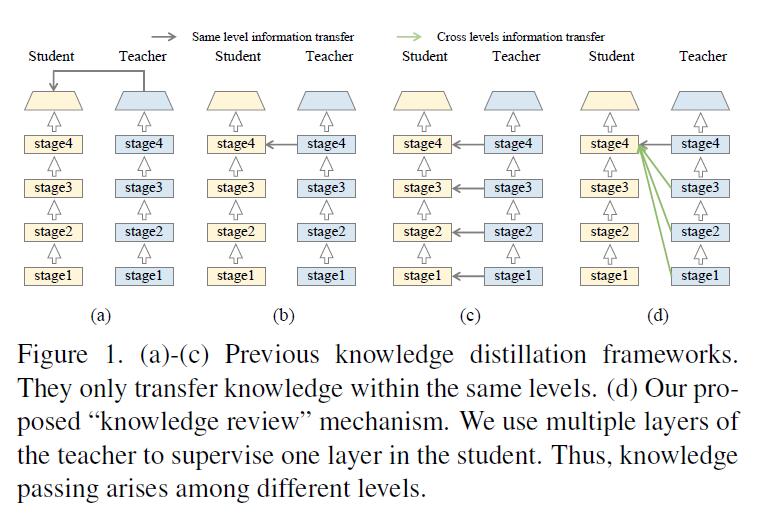 Same level information transfer Cross levels information transfer
Student Teacher Student Teacher Student Teacher Student Teacher
stage4 stage4 stage4 stage4 stage4 stage4 stage4 stage4
stage3 stage3 stage3 stage3 stage3 stage3 stage3 stage3
stage2 stage2 stage2 stage2 stage2 stage2 stage2 stage2
stage1 stage1 stage1 stage1 stage1 stage1 stage1 stage1
(a) (b) (c) (d)
Figure 1. (a)-(c) Previous knowledge distillation frameworks.
They only transfer knowledge within the same levels. (d) Our pro-
posed “knowledge review” mechanism. We use multiple layers of
the teacher to supervise one layer in the student. Thus, knowledge
passing arises among different levels.